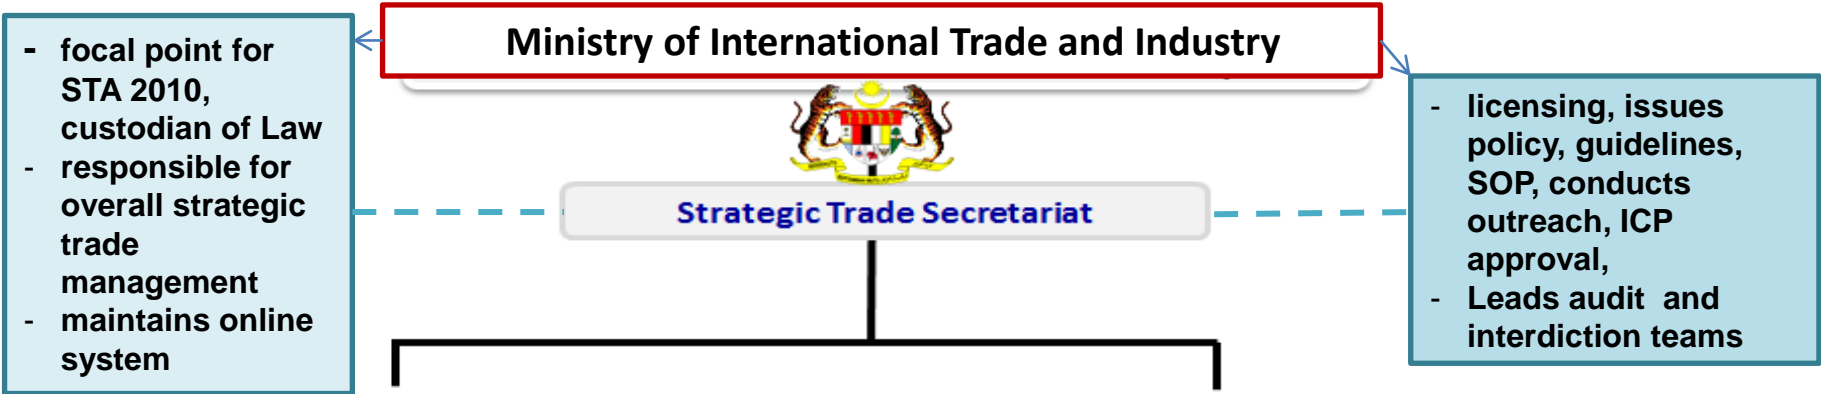 Ministry of International Trade and Industry
- focal point for
STA 2010,
custodian of Law
- responsible for
overall strategic
trade
management
- maintains online
system
Strategic Trade Secretariat
- licensing, issues
policy, guidelines,
SOP, conducts
outreach, ICP
approval,
- Leads audit and
interdiction teams